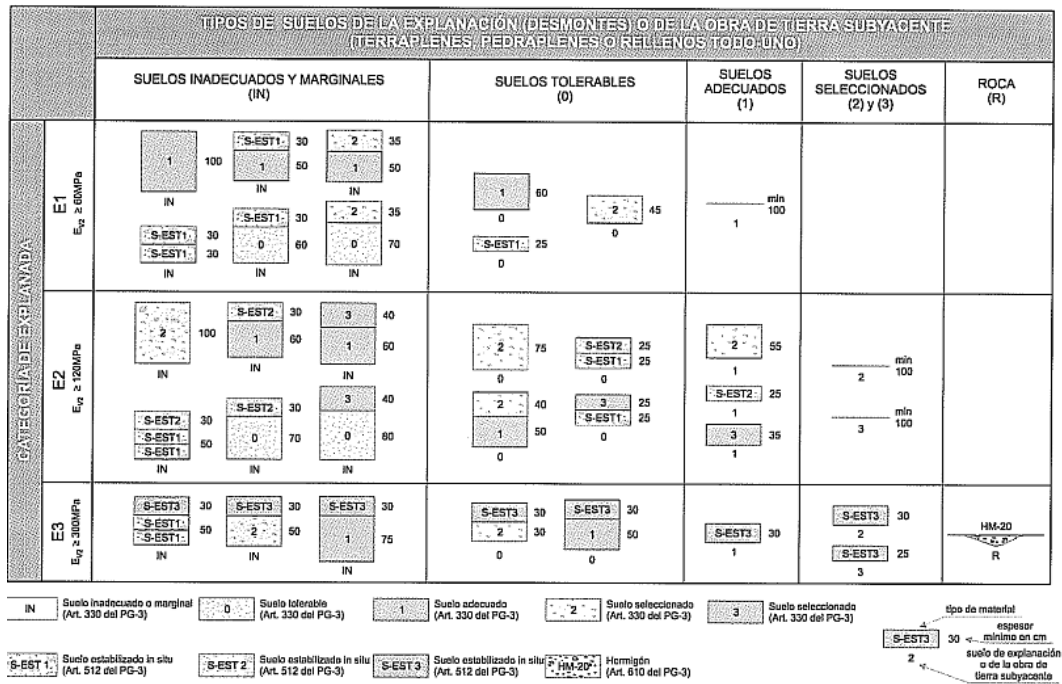 TIPOS DE SUELOS DE LA EXPLANACIÓN (DESMONTES) O DE LA OBRA DE TIERRA SUBYACENTE
(TERRAPLENES, PEDRAPLENES O RELLENOS TODO-UNO)
SUELOS INADECUADOS Y MARGINALES
(IN)
SUELOS TOLERABLES
(0)
SUELOS
ADECUADOS
(1)
SUELOS
SELECCIONADOS
(2) y (3)
ROCA
(R)
CATEGORÍA DE EXPLANADA
E1
EV2 ≥ 60MPa
1 100
IN
S-EST1 30
1 50
IN
2 35
1 50
IN
S-EST1 30
S-EST1 30
IN
S-EST1 30
0 60
IN
2 35
0 70
IN
1 60
0
2 45
0
S-EST1 25
0
min
100
1
E2
EV2 ≥ 120MPa
2 100
IN
S-EST2 30
1 60
IN
3 40
1 60
IN
S-EST2 30
S-EST1 50
S-EST1
IN
S-EST2 30
0 70
IN
3 40
0 80
IN
2 75
0
S-EST2 25
S-EST1 25
0
2 40
1 50
0
3 25
S-EST1 25
0
2 55
1
S-EST2 25
1
3 35
1
min
100
2
min
100
3
E3
EV2 ≥ 300MPa
S-EST3 30
S-EST1 50
S-EST1
IN
S-EST3 30
2 50
IN
S-EST3 30
1 75
IN
S-EST3 30
2 30
0
S-EST3 30
1 50
0
S-EST3 30
1
S-EST3 30
2
S-EST3 25
3
HM-20
R
IN Suelo inadecuado o marginal
(Art. 330 del PG-3)
0 Suelo tolerable
(Art. 330 del PG-3)
1 Suelo adecuado
(Art. 330 del PG-3)
2 Suelo seleccionado
(Art. 330 del PG-3)
3 Suelo seleccionado
(Art. 330 del PG-3)
S-EST 1 Suelo estabilizado in situ
(Art. 512 del PG-3)
S-EST 2 Suelo estabilizado in situ
(Art. 512 del PG-3)
S-EST 3 Suelo estabilizado in situ
(Art. 512 del PG-3)
HM-20 Hormigón
(Art. 610 del PG-3)
tipo de material
S-EST3 30 espesor
mínimo en cm
2 suelo de explanación
o de la obra de
tierra subyacente